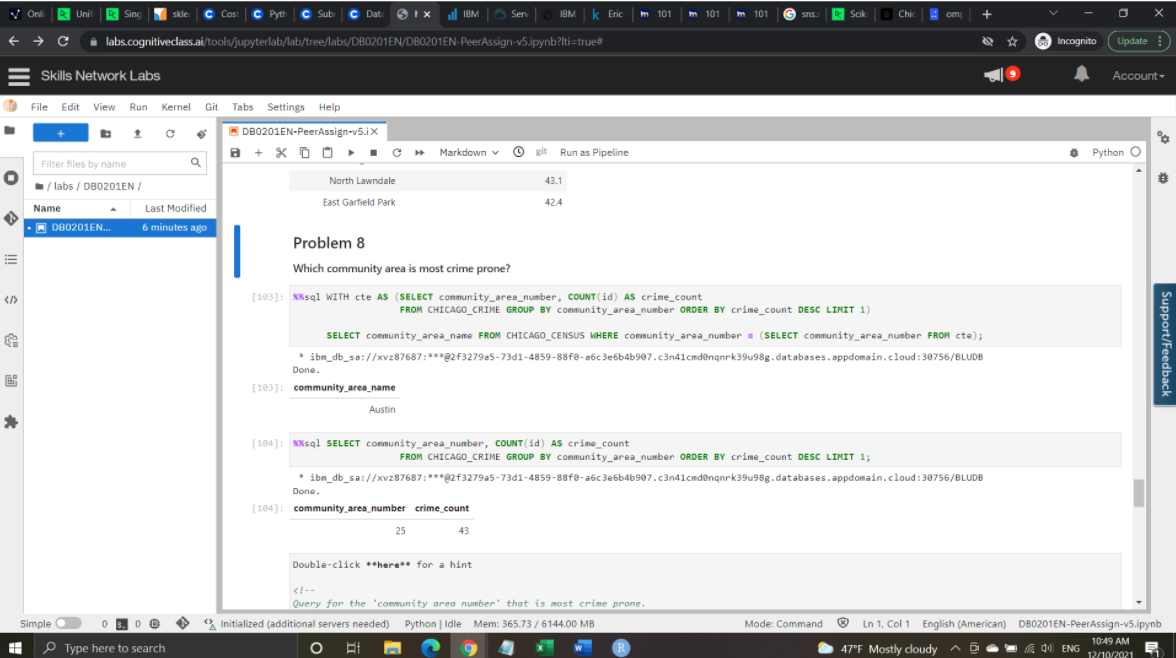 Onli
Unif
Sing
skle
Cost
Pyth
Sub
Data
IBM
Serv
IBM
Eric
101
101
101
sns.
Scik
Chic
omp
labs.cognitiveclass.ai/tools/jupyterlab/lab/tree/labs/DB0201EN/DB0201EN-PeerAssign-v5.ipynb?lti=true#
Incognito
Update
Skills Network Labs
9
Account
File Edit View Run Kernel Git Tabs Settings Help
DB0201EN-PeerAssign-v5.i
Filter files by name
/ labs / DB0201EN /
Name Last Modified
DB0201EN... 6 minutes ago
Markdown git Run as Pipeline
Python
North Lawndale 43.1
East Garfield Park 42.4
Problem 8
Which community area is most crime prone?
[103]: %%sql WITH cte AS (SELECT community_area_number, COUNT(id) AS crime_count
FROM CHICAGO_CRIME GROUP BY community_area_number ORDER BY crime_count DESC LIMIT 1)
SELECT community_area_name FROM CHICAGO_CENSUS WHERE community_area_number = (SELECT community_area_number FROM cte);
* ibm_db_sa://xvz87687:***@2f3279a5-73d1-4859-88f0-a6c3e6b4b907.c3n41cmd0nqnrk39u98g.databases.appdomain.cloud:30756/BLUDB
Done.
[103]: community_area_name
Austin
[104]: %%sql SELECT community_area_number, COUNT(id) AS crime_count
FROM CHICAGO_CRIME GROUP BY community_area_number ORDER BY crime_count DESC LIMIT 1;
* ibm_db_sa://xvz87687:***@2f3279a5-73d1-4859-88f0-a6c3e6b4b907.c3n41cmd0nqnrk39u98g.databases.appdomain.cloud:30756/BLUDB
Done.
[104]: community_area_number crime_count
25 43
Double-click **here** for a hint
<!--
Query for the 'community area number' that is most crime prone.
Support/Feedback
Simple 0 0 Initialized (additional servers needed) Python | Idle Mem: 365.73 / 6144.00 MB Mode: Command Ln 1, Col 1 English (American) DB0201EN-PeerAssign-v5.ipynb
Type here to search
47°F Mostly cloudy
ENG
10:49 AM
12/10/2021